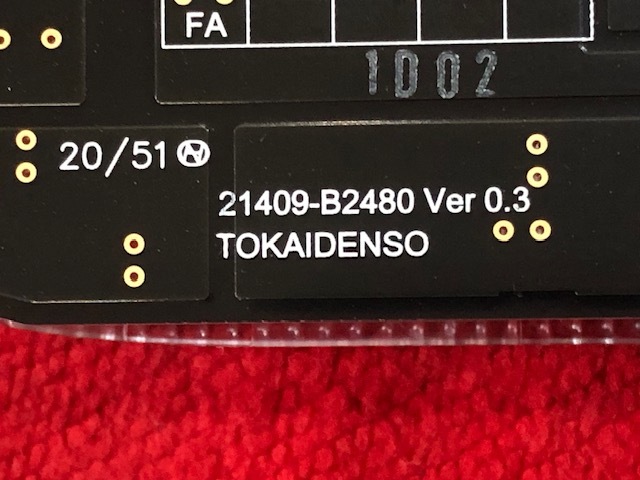 FA
1002
20/51
21409-B2480 Ver 0.3
TOKAIDENSO